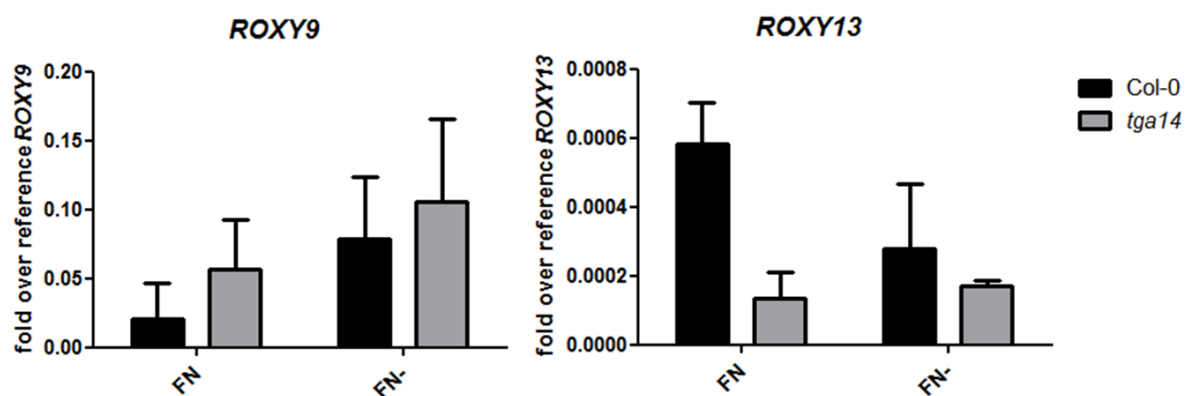 ROXY9
fold over reference ROXY9
0.20
0.15
0.10
0.05
0.00
FN
FN-
ROXY13
fold over reference ROXY13
0.0008
0.0006
0.0004
0.0002
0.0000
FN
FN-
Col-0
tga14